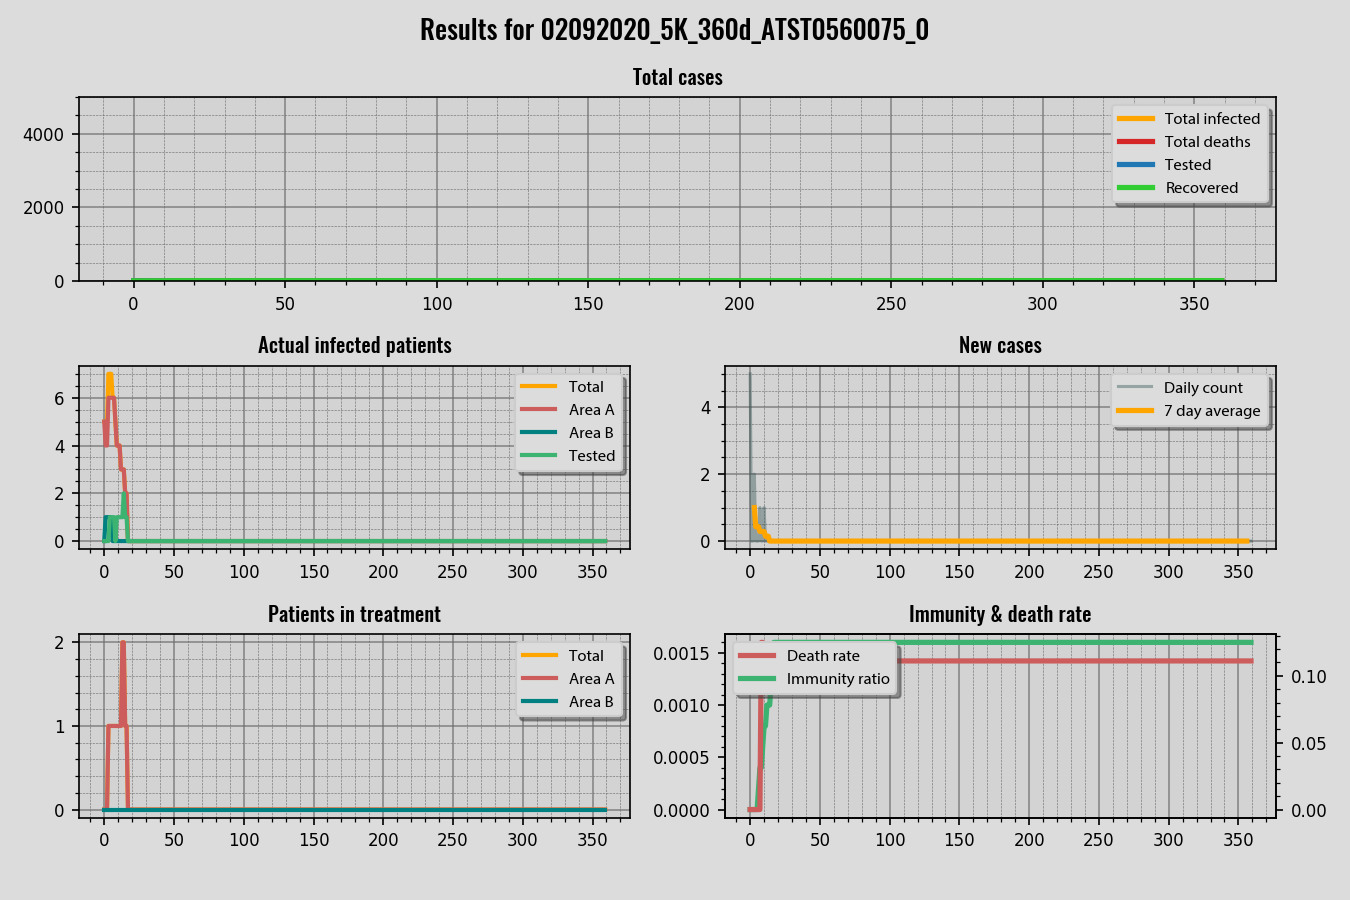 Results for 02092020_5K_360d_ATST0560075_0
Total cases
4000
2000
0
0 50 100 150 200 250 300 350
Total infected
Total deaths
Tested
Recovered
Actual infected patients
6
4
2
0
0 50 100 150 200 250 300 350
Total
Area A
Area B
Tested
New cases
4
2
0
0 50 100 150 200 250 300 350
Daily count
7 day average
Patients in treatment
2
1
0
0 50 100 150 200 250 300 350
Total
Area A
Area B
Immunity & death rate
0.0015
0.0010
0.0005
0.0000
0.10
0.05
0.00
0 50 100 150 200 250 300 350
Death rate
Immunity ratio